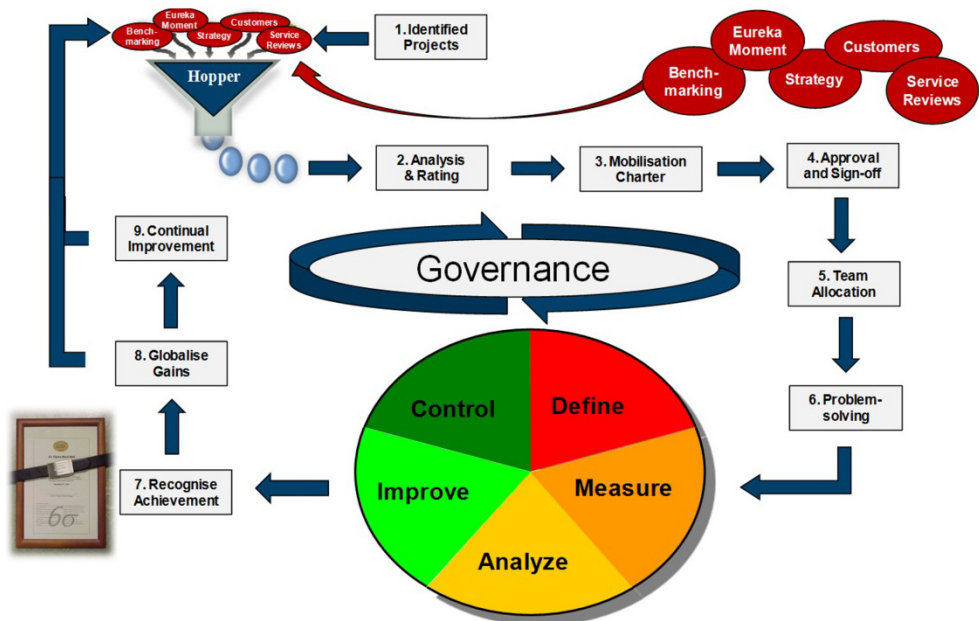 Eureka
Moment
Customers
Bench-
marking
Strategy
Service
Reviews
Hopper
1. Identified
Projects
Eureka
Moment
Customers
Bench-
marking
Strategy
Service
Reviews
2. Analysis
& Rating
3. Mobilisation
Charter
4. Approval
and Sign-off
9. Continual
Improvement
Governance
5. Team
Allocation
8. Globalise
Gains
6. Problem-
solving
Control
Define
7. Recognise
Achievement
Improve
Measure
Analyze
6σ